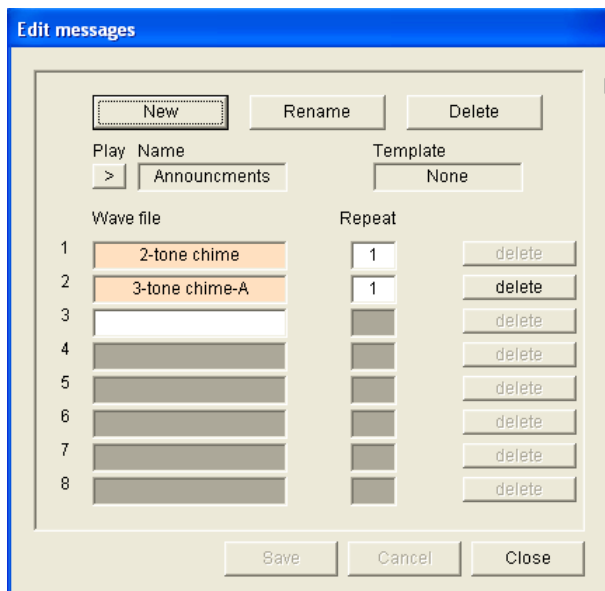 Edit messages
New Rename Delete
Play Name Template
> Announcments None
Wave file Repeat
1 2-tone chime 1 delete
2 3-tone chime-A 1 delete
3 delete
4 delete
5 delete
6 delete
7 delete
8 delete
Save Cancel Close